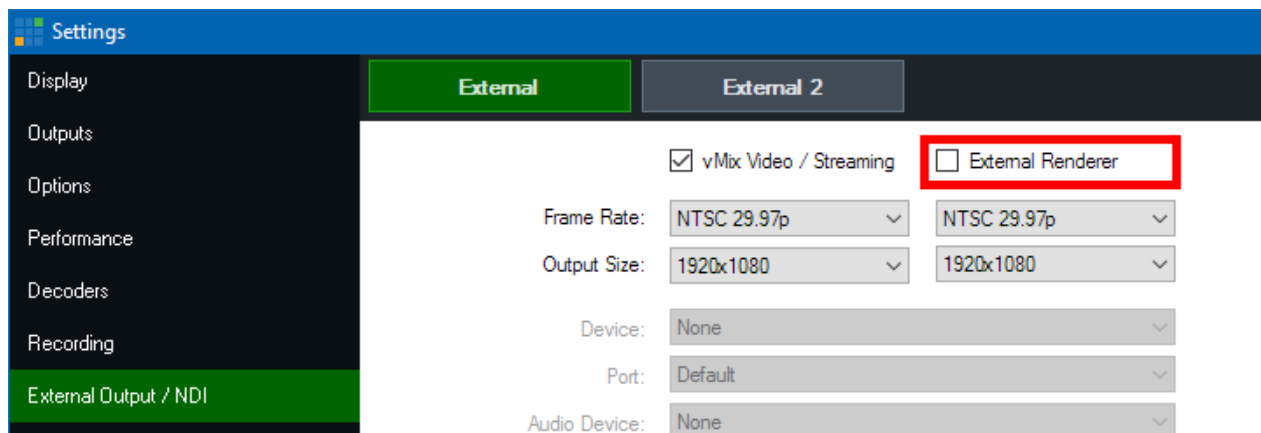 Settings
Display
Outputs
Options
Performance
Decoders
Recording
External Output / NDI
External
External 2
vMix Video / Streaming
External Renderer
Frame Rate: NTSC 29.97p NTSC 29.97p
Output Size: 1920x1080 1920x1080
Device: None
Port: Default
Audio Device: None